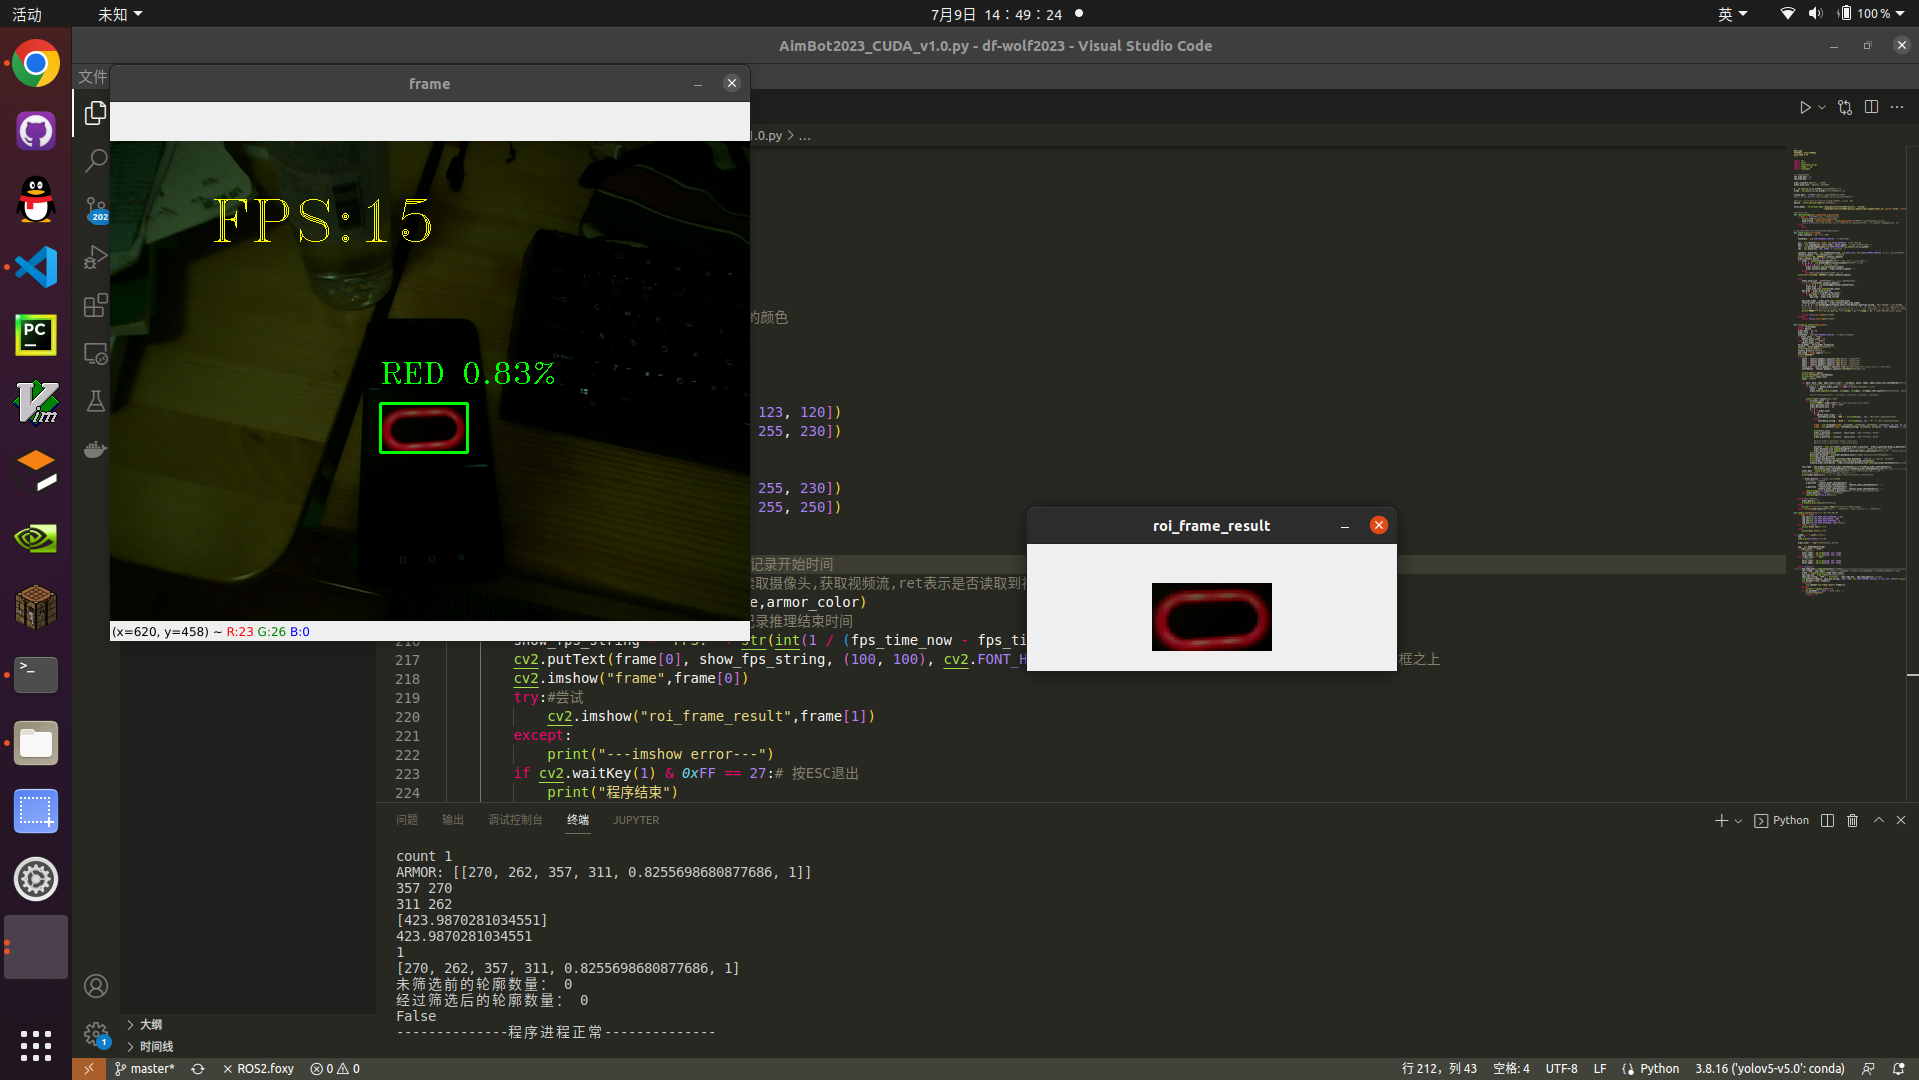 活动
未知
7月9日 14:49:24
英
100 %
AimBot2023_CUDA_v1.0.py - df-wolf2023 - Visual Studio Code
文件
frame
1.0.py
...
FPS:15
的颜色
RED 0.83%
123, 120])
255, 230])
255, 230])
255, 250])
202
PC
Vim
roi_frame_result
记录开始时间
读取摄像头,获取视频流,ret表示是否读取到
e,armor_color)
记录推理结束时间
(x=620, y=458) ~ R:23 G:26 B:0
str(int(1 / (fps_time_now - fps_ti
217 cv2.putText(frame[0], show_fps_string, (100, 100), cv2.FONT_H 框之上
218 cv2.imshow("frame",frame[0])
219 try:#尝试
220 cv2.imshow("roi_frame_result",frame[1])
221 except:
222 print("---imshow error---")
223 if cv2.waitKey(1) & 0xFF == 27:# 按ESC退出
224 print("程序结束")
问题 输出 调试控制台 终端 JUPYTER
Python
count 1
ARMOR: [[270, 262, 357, 311, 0.8255698680877686, 1]]
357 270
311 262
[423.9870281034551]
423.9870281034551
1
[270, 262, 357, 311, 0.8255698680877686, 1]
未筛选前的轮廓数量: 0
经过筛选后的轮廓数量: 0
False
--------------程序进程正常--------------
大纲
时间线
1
master* ROS2.foxy 0 0
行 212，列 43 空格: 4 UTF-8 LF Python 3.8.16 ('yolov5-v5.0': conda)